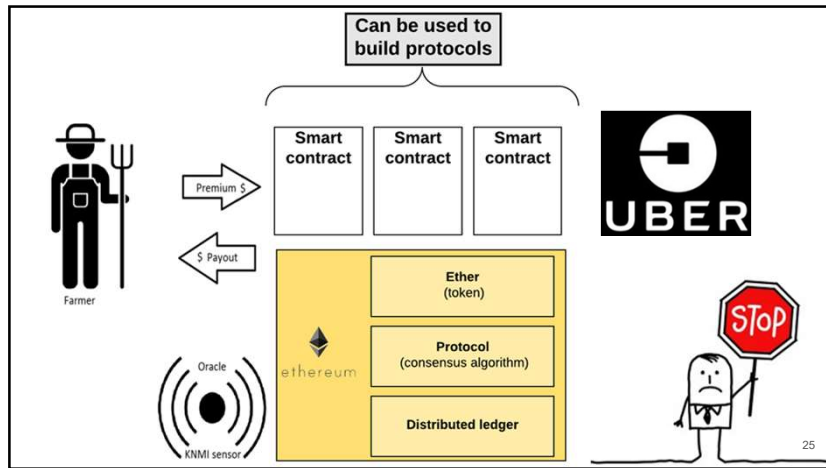 Can be used to
build protocols
Smart
contract
Smart
contract
Smart
contract
Premium $
$ Payout
Farmer
UBER
Ether
(token)
ethereum
Protocol
(consensus algorithm)
Distributed ledger
Oracle
KNMI sensor
STOP
25